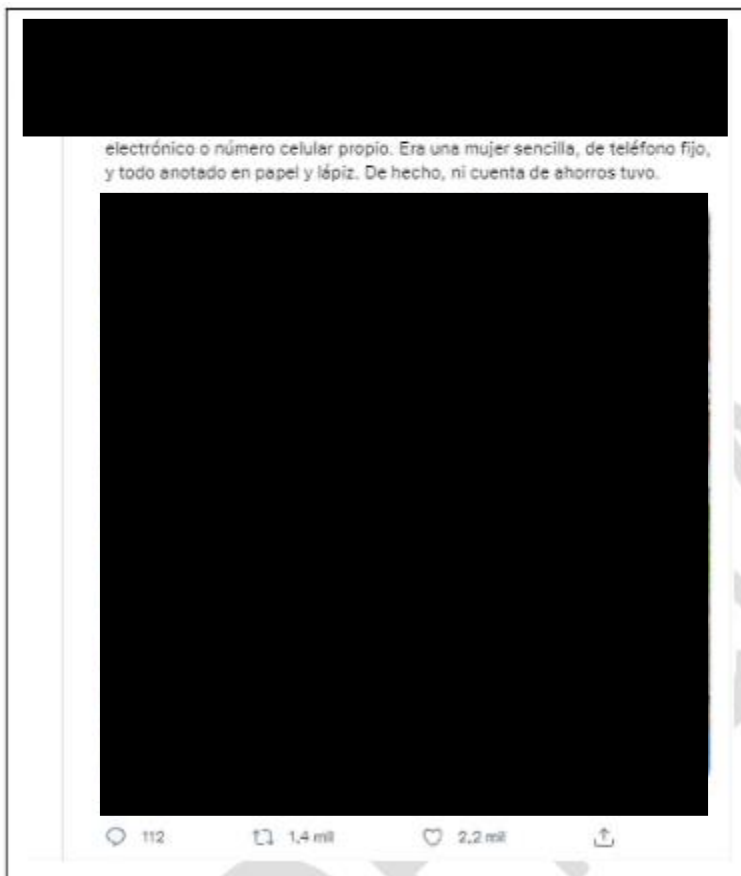 electrónico o número celular propio. Era una mujer sencilla, de teléfono fijo,
y todo anotado en papel y lápiz. De hecho, ni cuenta de ahorros tuvo.
112 1,4 mil 2,2 mil